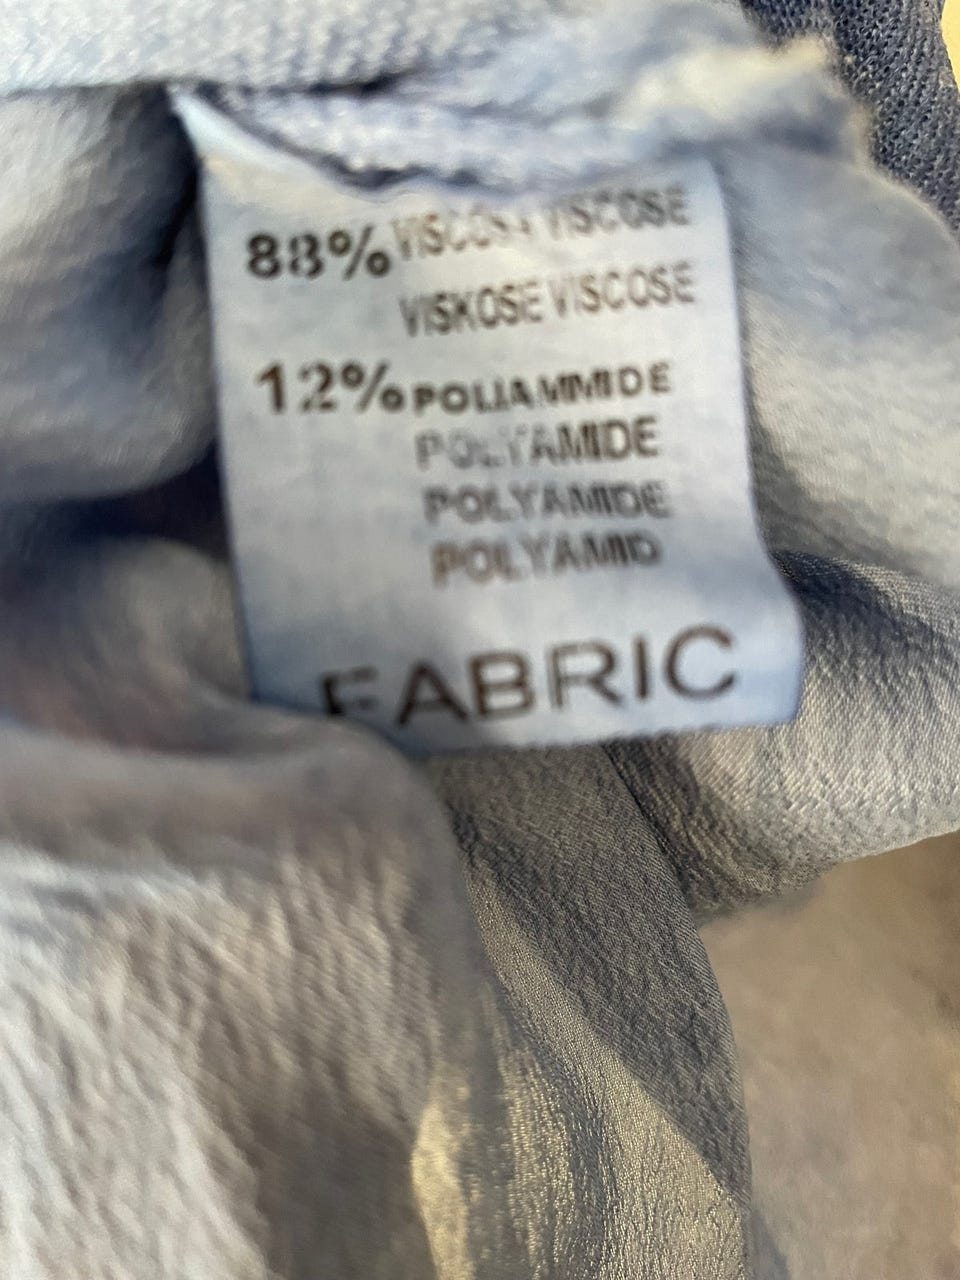 88% VISCOSA VISCOSE
VISKOSE VISCOSE
12% POLIAMMIDE
POLYAMIDE
POLYAMIDE
POLYAMID
FABRIC